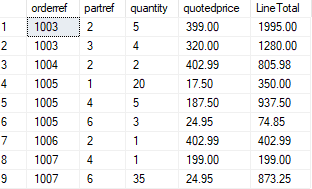 orderref partref quantity quotedprice LineTotal
1 1003 2 5 399.00 1995.00
2 1003 3 4 320.00 1280.00
3 1004 2 2 402.99 805.98
4 1005 1 20 17.50 350.00
5 1005 4 5 187.50 937.50
6 1005 6 3 24.95 74.85
7 1006 2 1 402.99 402.99
8 1007 4 1 199.00 199.00
9 1007 6 35 24.95 873.25